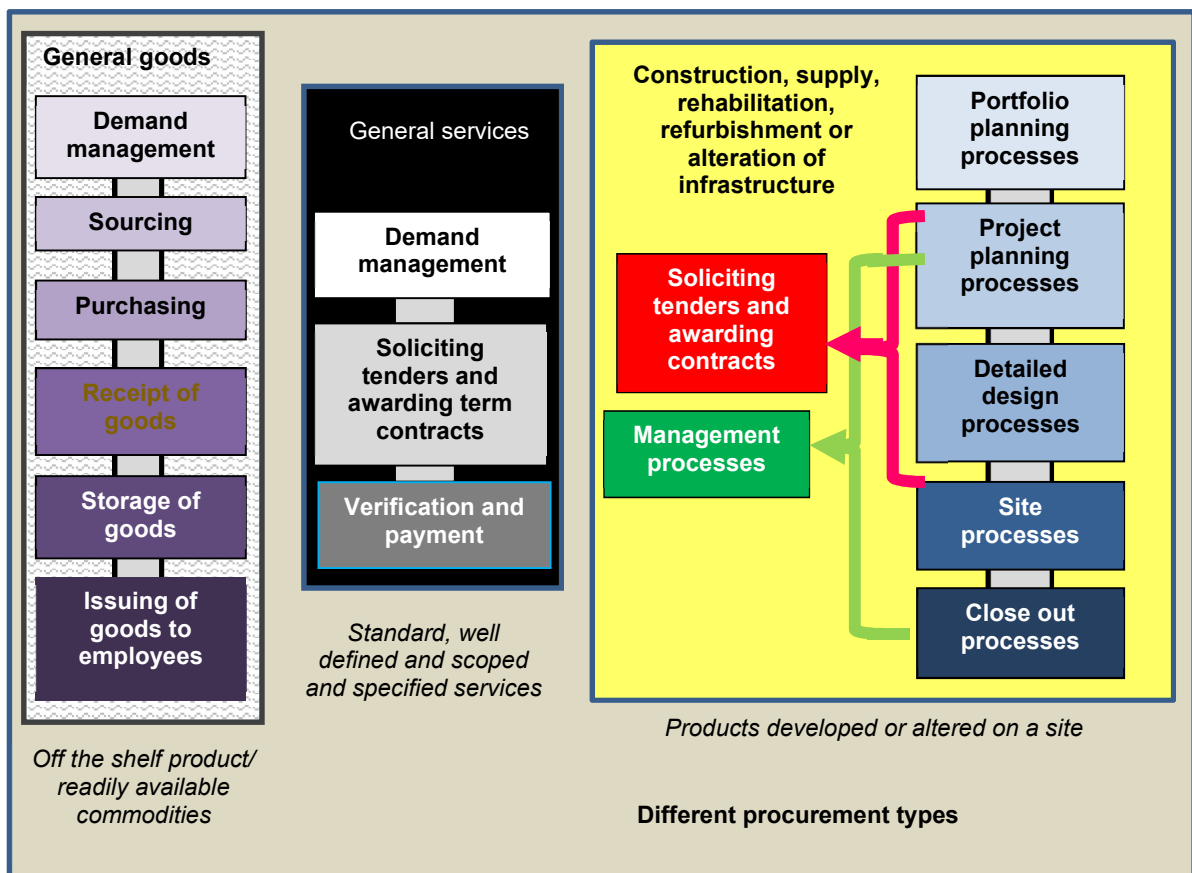 General goods
Demand
management
Sourcing
Purchasing
Receipt of
goods
Storage of
goods
Issuing of
goods to
employees
Off the shelf product/
readily available
commodities
General services
Demand
management
Soliciting
tenders and
awarding term
contracts
Verification and
payment
Standard, well
defined and scoped
and specified services
Construction, supply,
rehabilitation,
refurbishment or
alteration of
infrastructure
Soliciting
tenders and
awarding
contracts
Management
processes
Portfolio
planning
processes
Project
planning
processes
Detailed
design
processes
Site
processes
Close out
processes
Products developed or altered on a site
Different procurement types